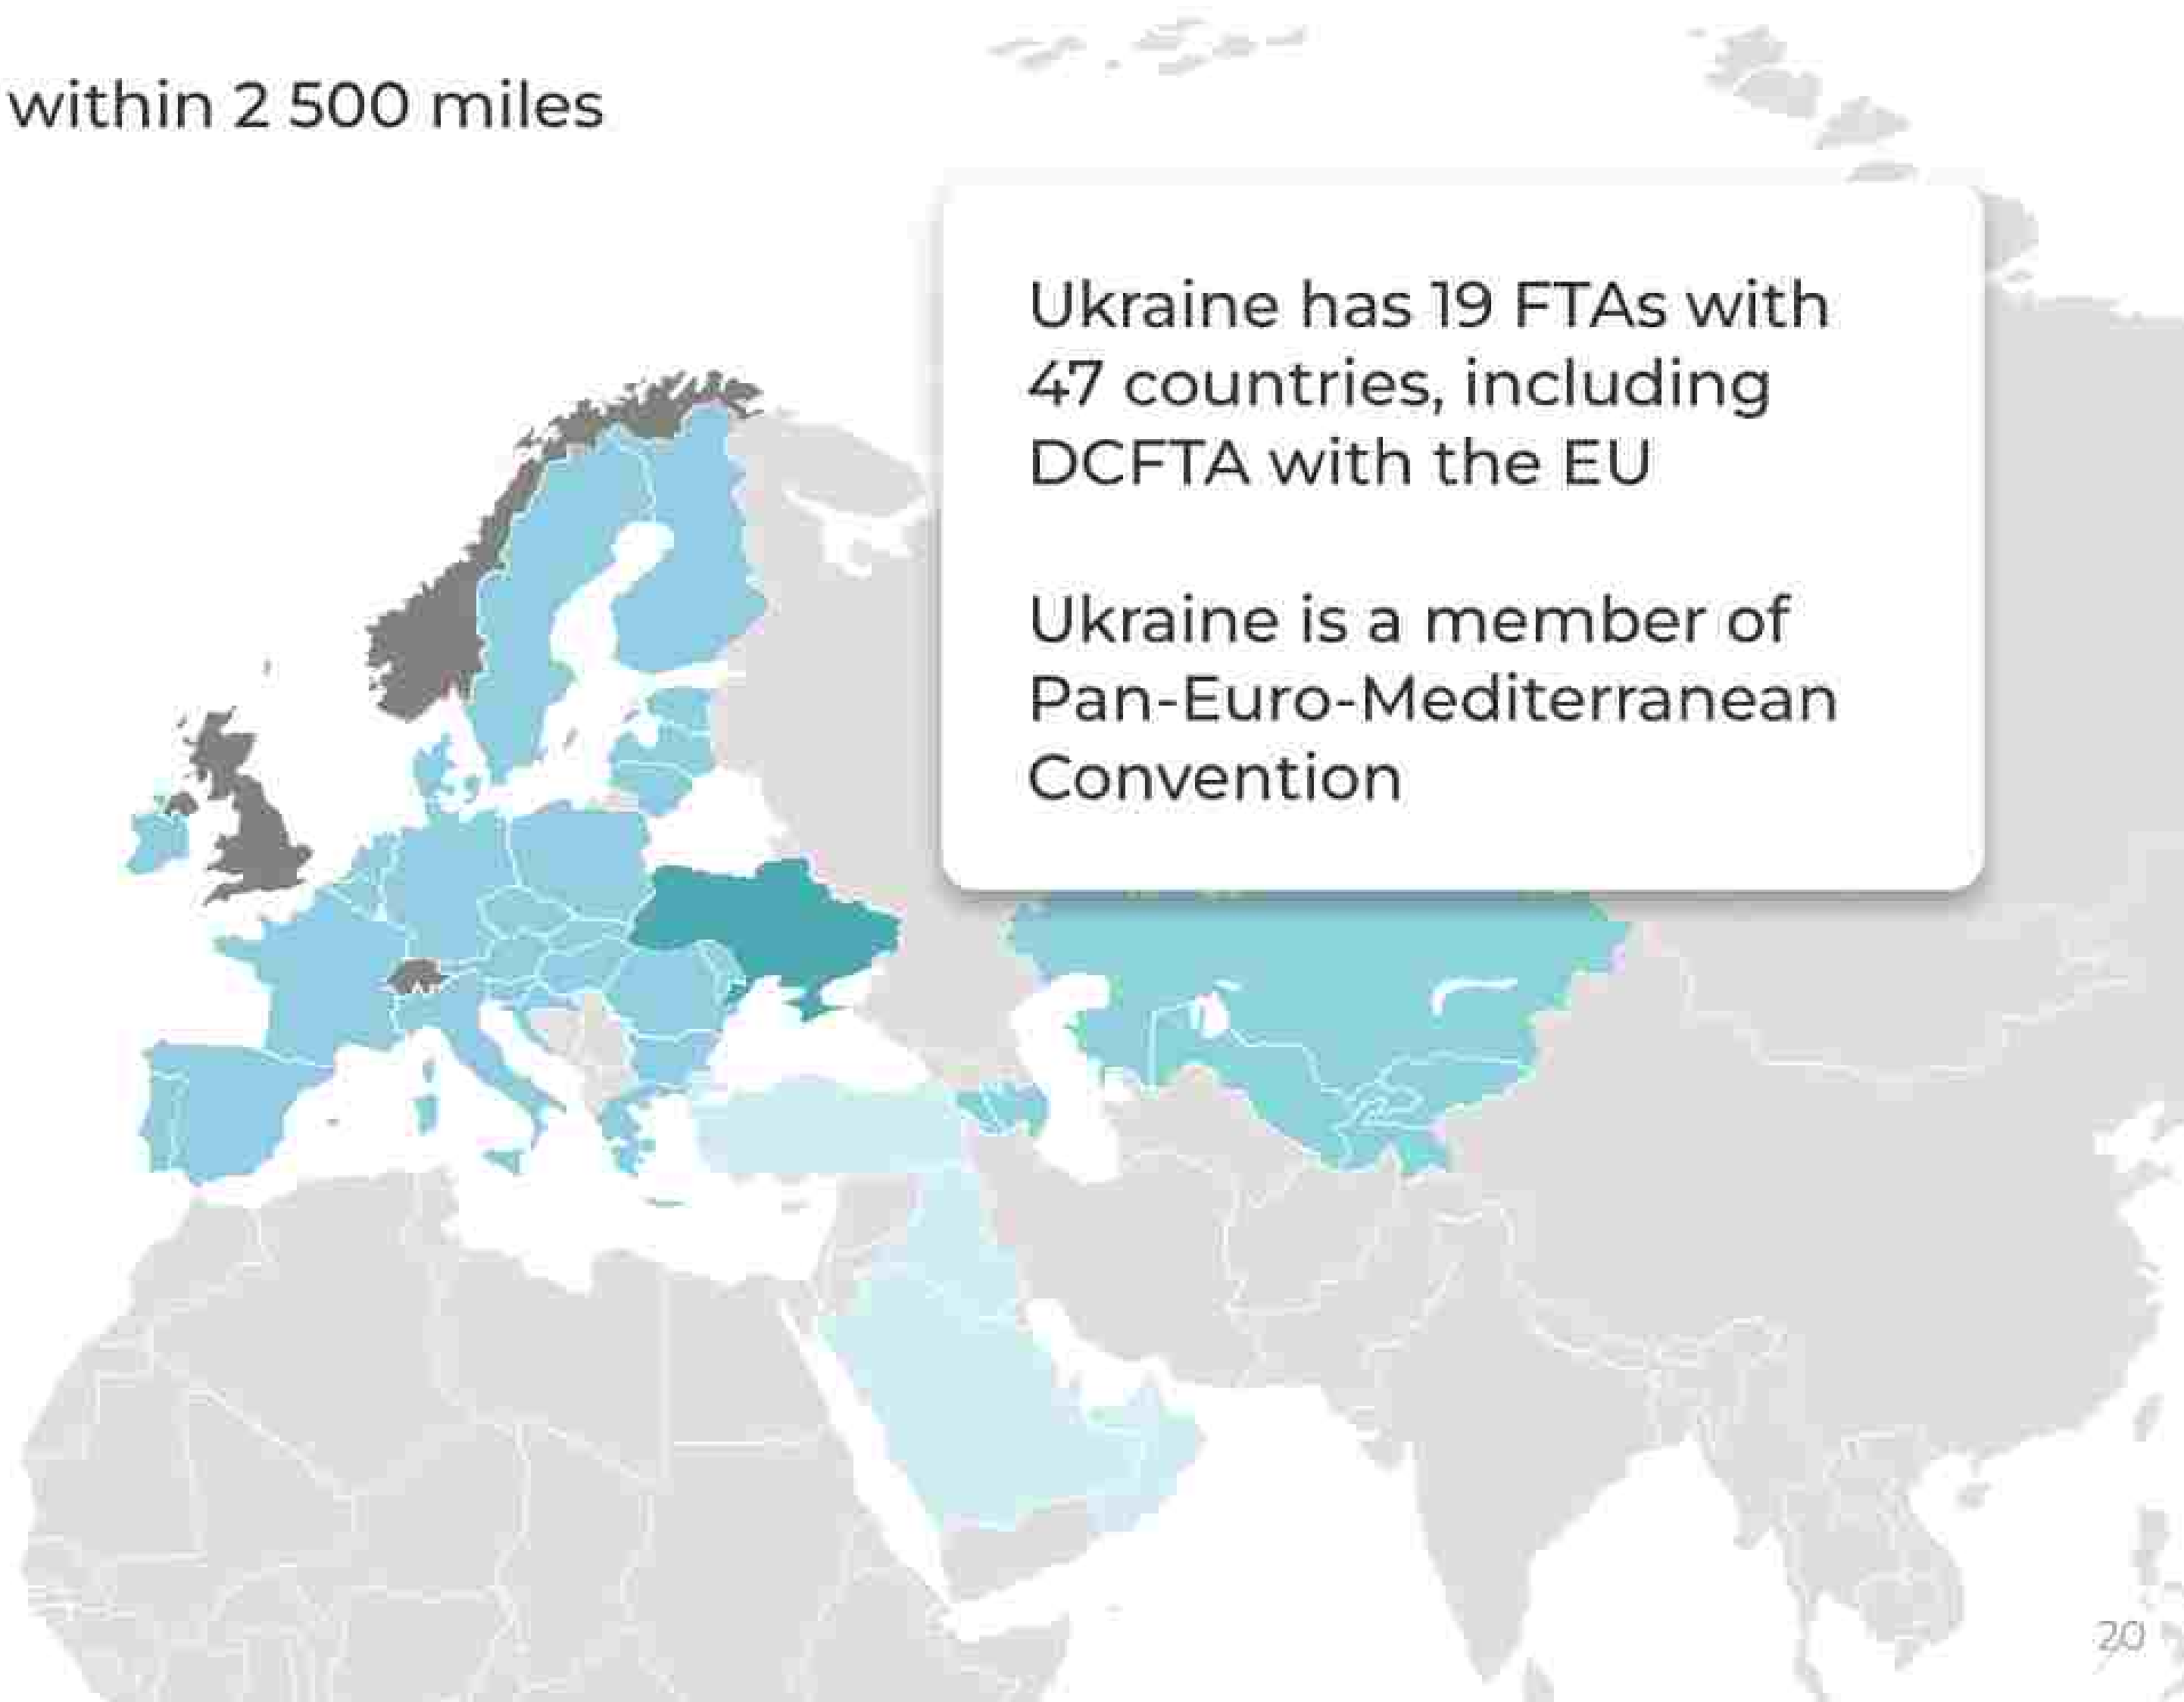 within 2 500 miles
Ukraine has 19 FTAs with
47 countries, including
DCFTA with the EU
Ukraine is a member of
Pan-Euro-Mediterranean
Convention
20